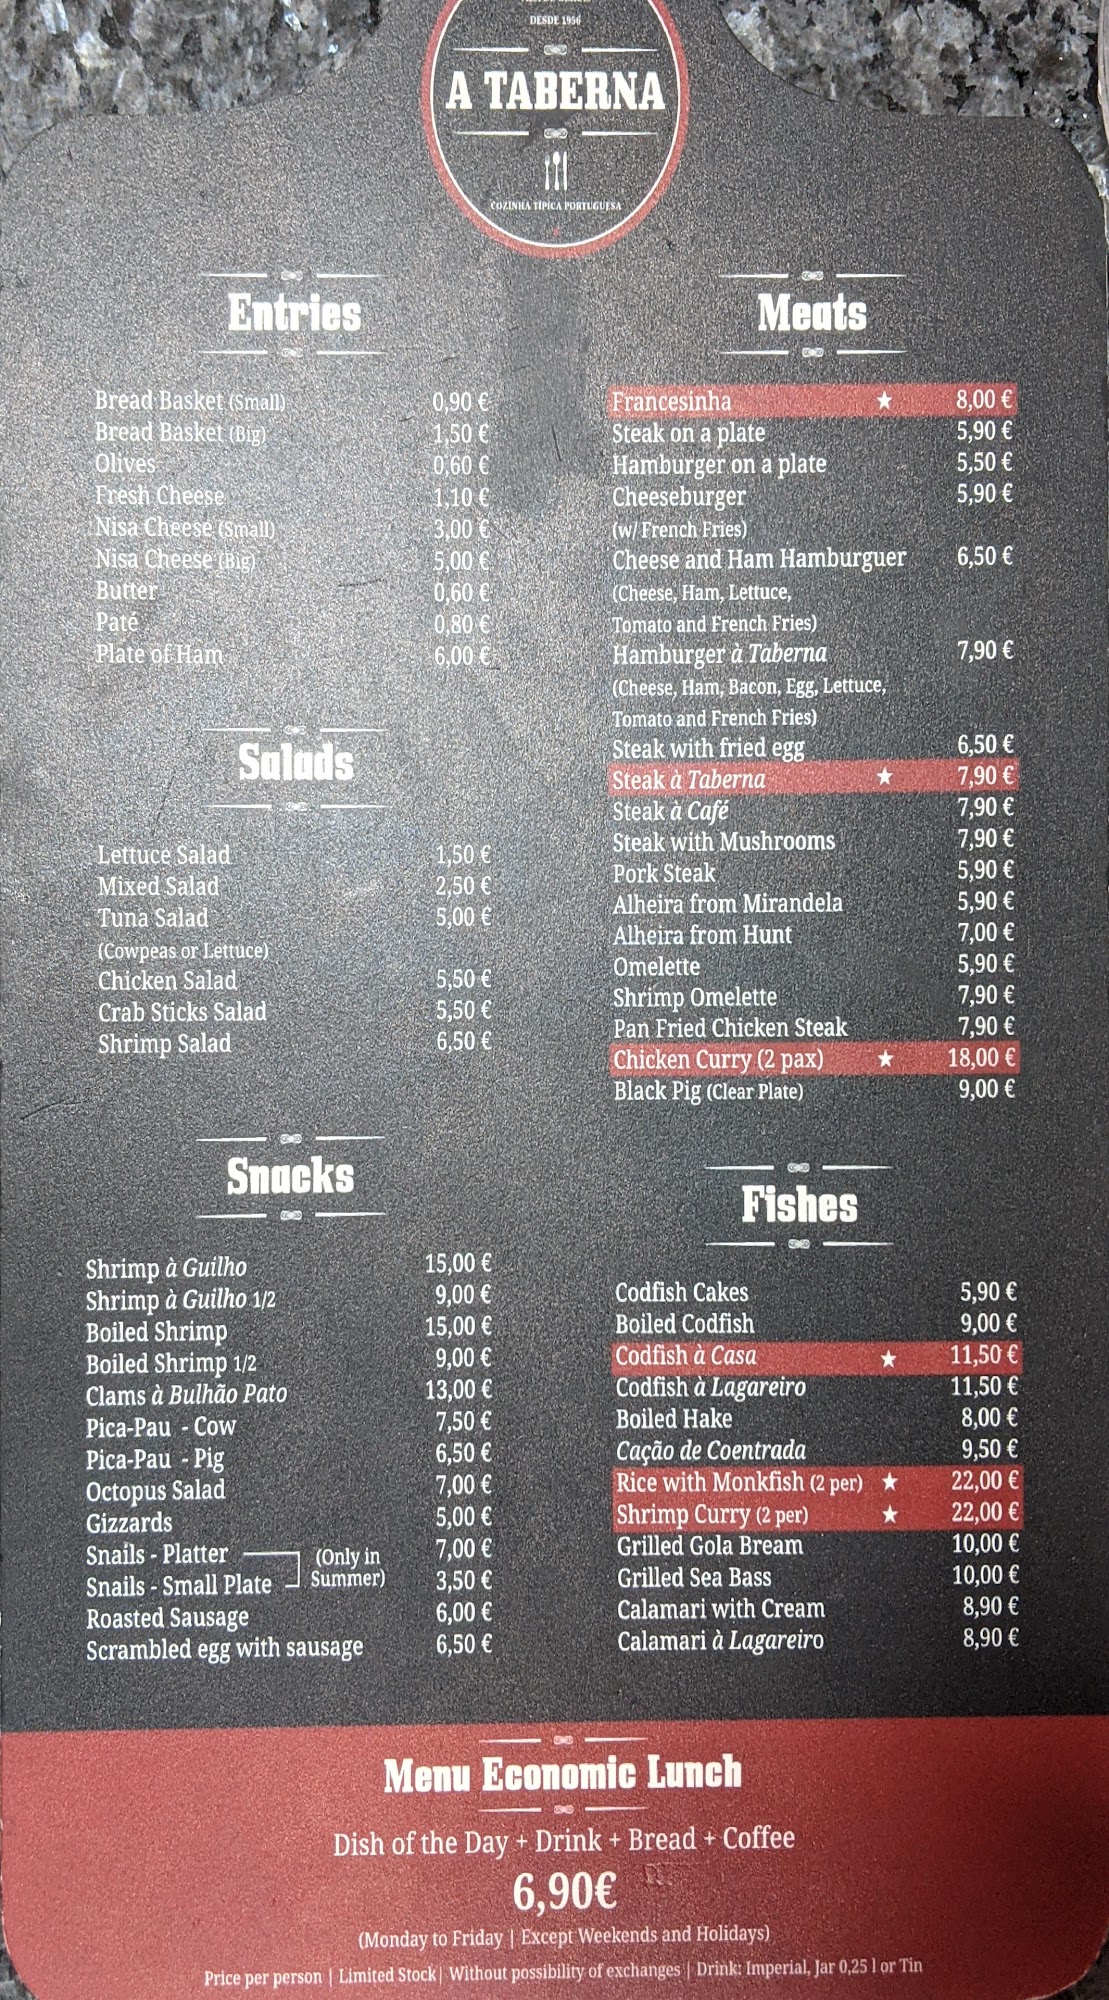 DESDE 1956
A TABERNA
COZINHA TÍPICA PORTUGUESA
Entries
Bread Basket (Small) 0,90 €
Bread Basket (Big) 1,50 €
Olives 0,60 €
Fresh Cheese 1,10 €
Nisa Cheese (Small) 3,00 €
Nisa Cheese (Big) 5,00 €
Butter 0,60 €
Paté 0,80 €
Plate of Ham 6,00 €
Salads
Lettuce Salad 1,50 €
Mixed Salad 2,50 €
Tuna Salad 5,00 €
(Cowpeas or Lettuce)
Chicken Salad 5,50 €
Crab Sticks Salad 5,50 €
Shrimp Salad 6,50 €
Snacks
Shrimp à Guilho 15,00 €
Shrimp à Guilho 1/2 9,00 €
Boiled Shrimp 15,00 €
Boiled Shrimp 1/2 9,00 €
Clams à Bulhão Pato 13,00 €
Pica-Pau - Cow 7,50 €
Pica-Pau - Pig 6,50 €
Octopus Salad 7,00 €
Gizzards 5,00 €
Snails - Platter (Only in 7,00 €
Snails - Small Plate Summer) 3,50 €
Roasted Sausage 6,00 €
Scrambled egg with sausage 6,50 €
Meats
Francesinha ★ 8,00 €
Steak on a plate 5,90 €
Hamburger on a plate 5,50 €
Cheeseburger 5,90 €
(w/ French Fries)
Cheese and Ham Hamburguer 6,50 €
(Cheese, Ham, Lettuce,
Tomato and French Fries)
Hamburger à Taberna 7,90 €
(Cheese, Ham, Bacon, Egg, Lettuce,
Tomato and French Fries)
Steak with fried egg 6,50 €
Steak à Taberna ★ 7,90 €
Steak à Café 7,90 €
Steak with Mushrooms 7,90 €
Pork Steak 5,90 €
Alheira from Mirandela 5,90 €
Alheira from Hunt 7,00 €
Omelette 5,90 €
Shrimp Omelette 7,90 €
Pan Fried Chicken Steak 7,90 €
Chicken Curry (2 pax) ★ 18,00 €
Black Pig (Clear Plate) 9,00 €
Fishes
Codfish Cakes 5,90 €
Boiled Codfish 9,00 €
Codfish à Casa ★ 11,50 €
Codfish à Lagareiro 11,50 €
Boiled Hake 8,00 €
Cação de Coentrada 9,50 €
Rice with Monkfish (2 per) ★ 22,00 €
Shrimp Curry (2 per) ★ 22,00 €
Grilled Gola Bream 10,00 €
Grilled Sea Bass 10,00 €
Calamari with Cream 8,90 €
Calamari à Lagareiro 8,90 €
Menu Economic Lunch
Dish of the Day + Drink + Bread + Coffee
6,90€
(Monday to Friday | Except Weekends and Holidays)
Price per person | Limited Stock | Without possibility of exchanges | Drink: Imperial, Jar 0,25 l or Tin